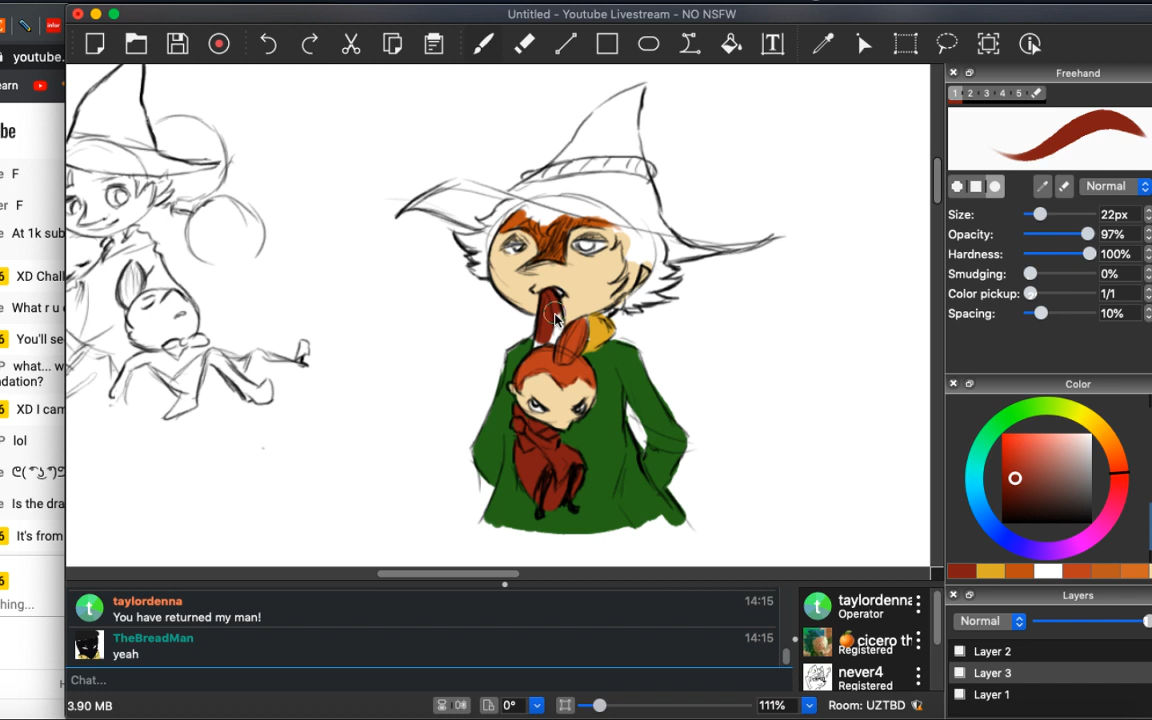 Untitled - Youtube Livestream - NO NSFW
youtube.
earn
be
F
F
At 1k sub
XD Chall
What r u
You'll se
what... w
dation?
XD I cam
lol
Is the dra
It's from
hing...
T
Freehand
1 2 3 4 5
Normal
Size: 22px
Opacity: 97%
Hardness: 100%
Smudging: 0%
Color pickup: 1/1
Spacing: 10%
Color
Layers
Normal
Layer 2
Layer 3
Layer 1
t
taylordenna
14:15
You have returned my man!
TheBreadMan
14:15
yeah
Chat...
t
taylordenna
Operator
cicero th
Registered
never4
Registered
3.90 MB
0°
111%
Room: UZTBD